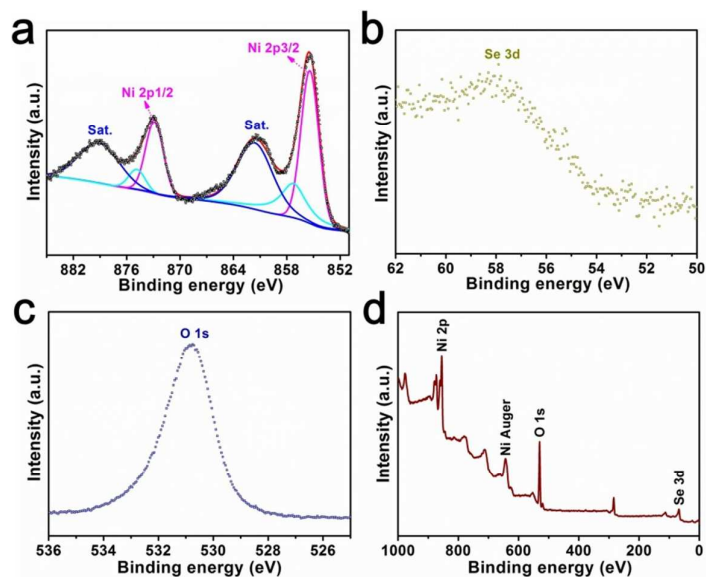 a
Ni 2p3/2
Ni 2p1/2
Sat.
Sat.
Intensity (a.u.)
882 876 870 864 858 852
Binding energy (eV)
b
Se 3d
Intensity (a.u.)
62 60 58 56 54 52 50
Binding energy (eV)
c
O 1s
Intensity (a.u.)
536 534 532 530 528 526
Binding energy (eV)
d
Ni 2p
Ni Auger
O 1s
Se 3d
Intensity (a.u.)
1000 800 600 400 200 0
Binding energy (eV)